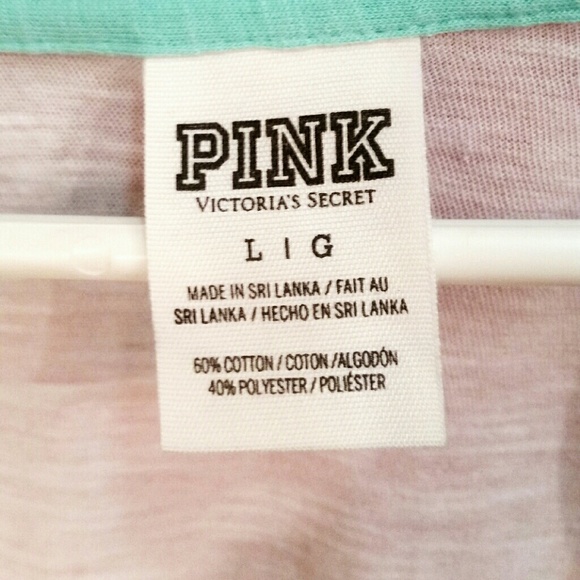 PINK
VICTORIA'S SECRET
L | G
MADE IN SRI LANKA / FAIT AU
SRI LANKA / HECHO EN SRI LANKA
60% COTTON / COTON /ALGODÓN
40% POLYESTER / POLIÉSTER